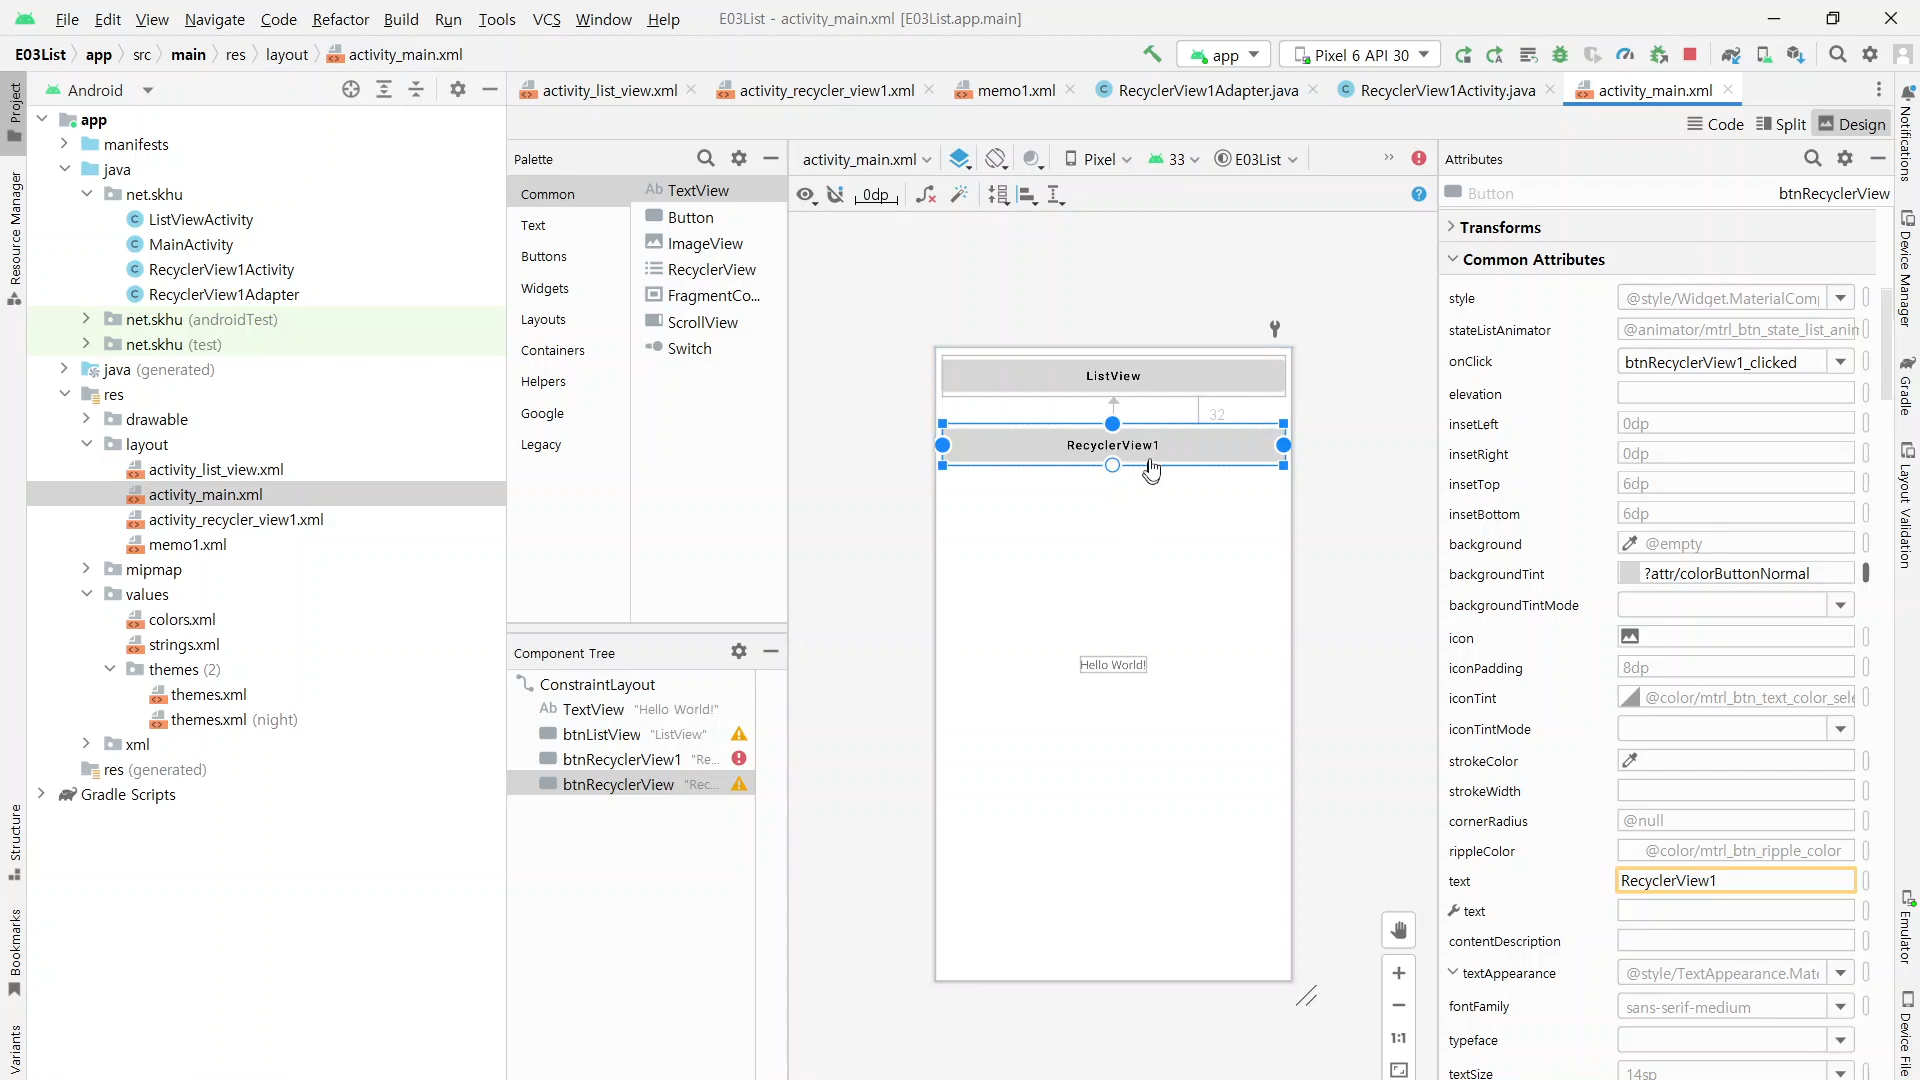 File Edit View Navigate Code Refactor Build Run Tools VCS Window Help E03List - activity_main.xml [E03List.app.main]
E03List app src main res layout activity_main.xml app Pixel 6 API 30
Android
activity_list_view.xml activity_recycler_view1.xml memo1.xml RecyclerView1Adapter.java RecyclerView1Activity.java activity_main.xml
Code Split Design
Project
Resource Manager
Structure
Bookmarks
Variants
app
manifests
java
net.skhu
ListViewActivity
MainActivity
RecyclerView1Activity
RecyclerView1Adapter
net.skhu (androidTest)
net.skhu (test)
java (generated)
res
drawable
layout
activity_list_view.xml
activity_main.xml
activity_recycler_view1.xml
memo1.xml
mipmap
values
colors.xml
strings.xml
themes (2)
themes.xml
themes.xml (night)
xml
res (generated)
Gradle Scripts
Palette
Common
Text
Buttons
Widgets
Layouts
Containers
Helpers
Google
Legacy
Ab TextView
Button
ImageView
RecyclerView
FragmentCo...
ScrollView
Switch
Component Tree
ConstraintLayout
Ab TextView "Hello World!"
btnListView "ListView"
btnRecyclerView1 "Re...
btnRecyclerView "Rec...
activity_main.xml Pixel 33 E03List
0dp
ListView
32
RecyclerView1
Hello World!
1:1
Attributes
Button btnRecyclerView
Transforms
Common Attributes
style @style/Widget.MaterialComp
stateListAnimator @animator/mtrl_btn_state_list_anim
onClick btnRecyclerView1_clicked
elevation
insetLeft 0dp
insetRight 0dp
insetTop 6dp
insetBottom 6dp
background @empty
backgroundTint ?attr/colorButtonNormal
backgroundTintMode
icon
iconPadding 8dp
iconTint @color/mtrl_btn_text_color_sele
iconTintMode
strokeColor
strokeWidth
cornerRadius @null
rippleColor @color/mtrl_btn_ripple_color
text RecyclerView1
text
contentDescription
textAppearance @style/TextAppearance.Mate
fontFamily sans-serif-medium
typeface
textSize 14sp
Notifications
Device Manager
Gradle
Layout Validation
Emulator
Device File